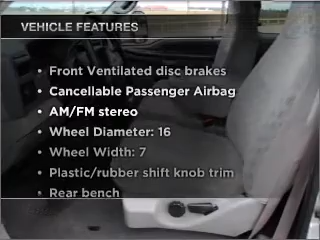 VEHICLE FEATURES
• Front Ventilated disc brakes
• Cancellable Passenger Airbag
• AM/FM stereo
• Wheel Diameter: 16
• Wheel Width: 7
• Plastic/rubber shift knob trim
• Rear bench